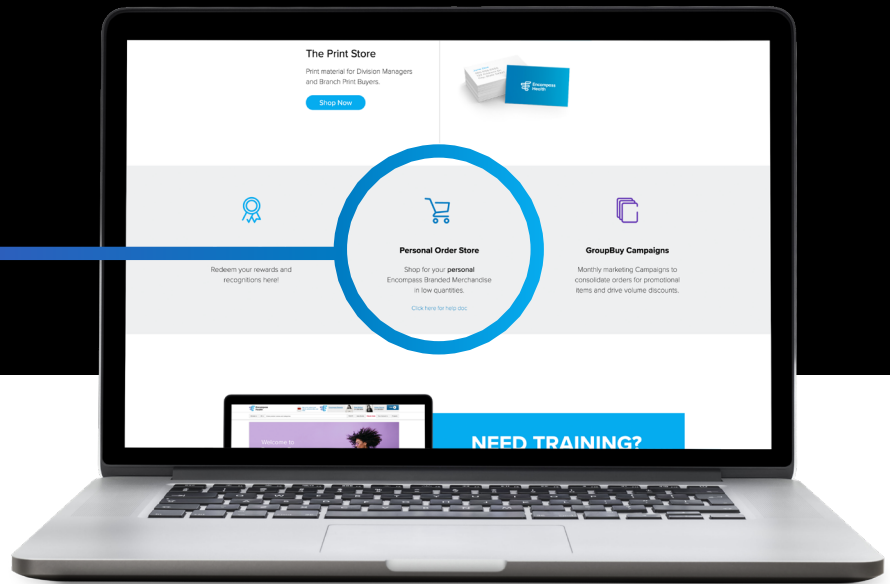 The Print Store
Print material for Division Managers
and Branch Print Buyers.
Shop Now
Encompass
Health
Redeem your rewards and
recognitions here!
Personal Order Store
Shop for your personal
Encompass Branded Merchandise
in low quantities.
Click here for help doc
GroupBuy Campaigns
Monthly marketing Campaigns to
consolidate orders for promotional
items and drive volume discounts.
Encompass
Health
Welcome to
NEED TRAINING?